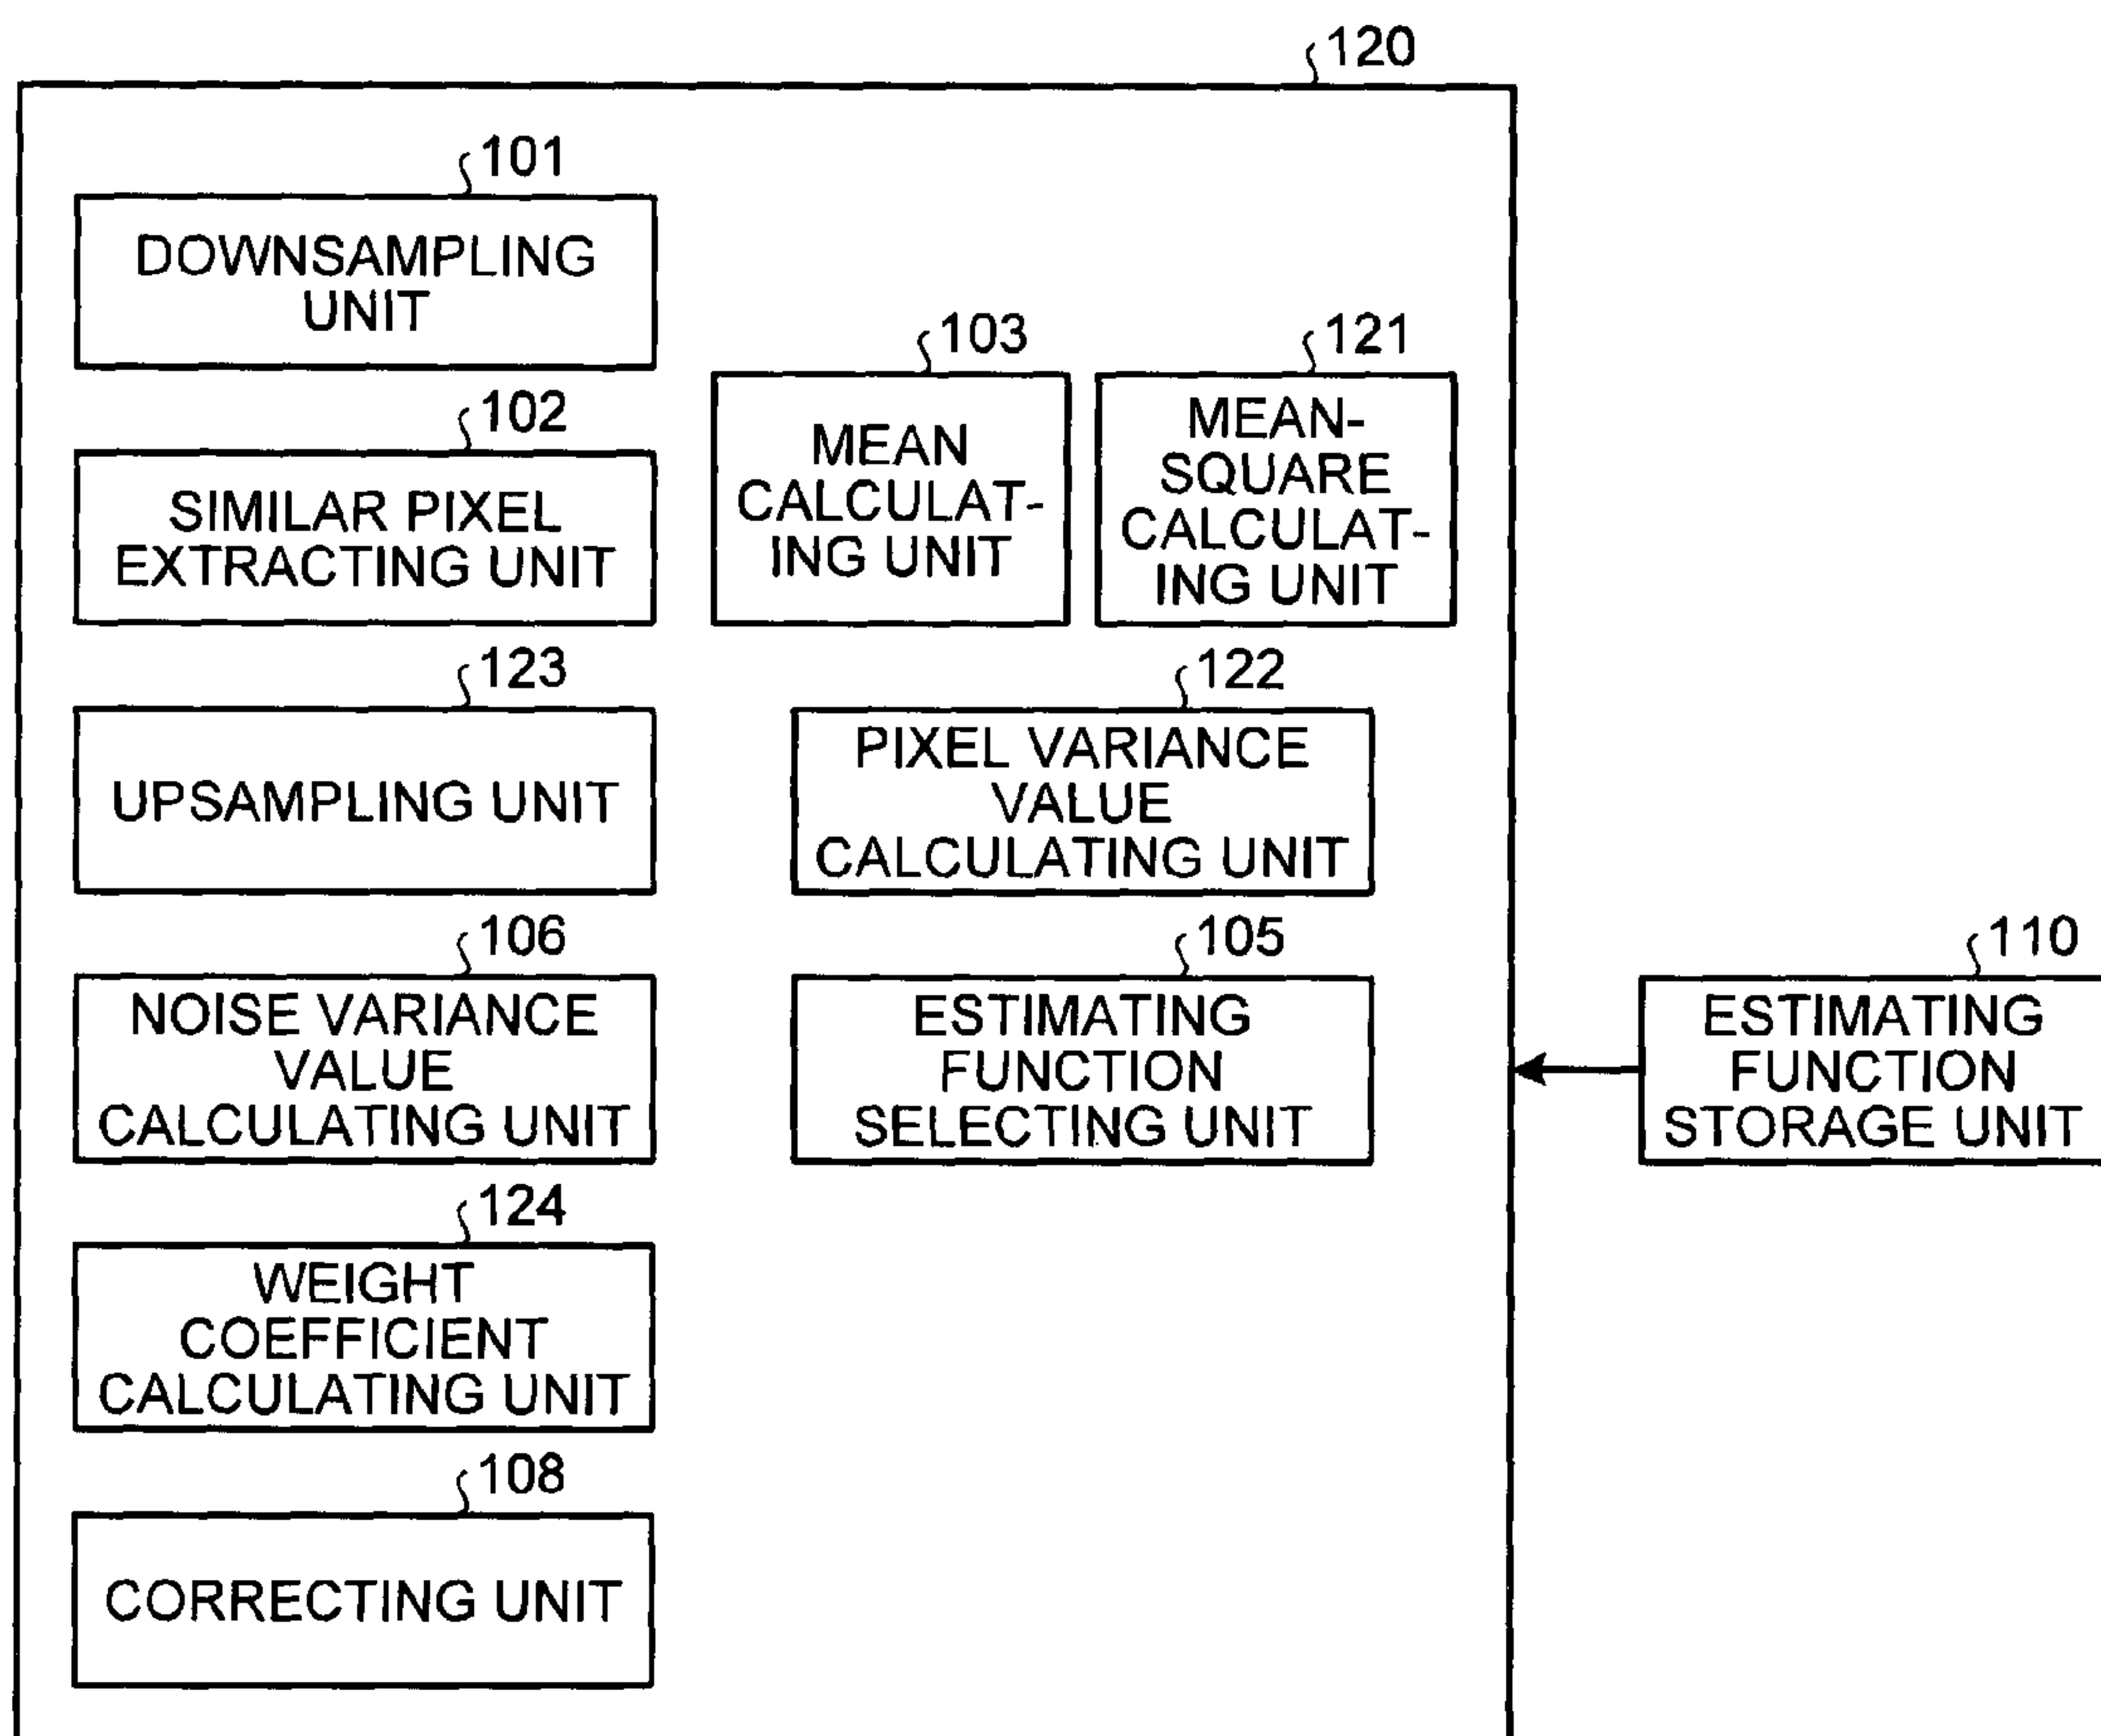 120
101
DOWNSAMPLING
UNIT
102
SIMILAR PIXEL
EXTRACTING UNIT
103
MEAN
CALCULAT-
ING UNIT
121
MEAN-
SQUARE
CALCULAT-
ING UNIT
123
UPSAMPLING UNIT
122
PIXEL VARIANCE
VALUE
CALCULATING UNIT
106
NOISE VARIANCE
VALUE
CALCULATING UNIT
105
ESTIMATING
FUNCTION
SELECTING UNIT
110
ESTIMATING
FUNCTION
STORAGE UNIT
124
WEIGHT
COEFFICIENT
CALCULATING UNIT
108
CORRECTING UNIT